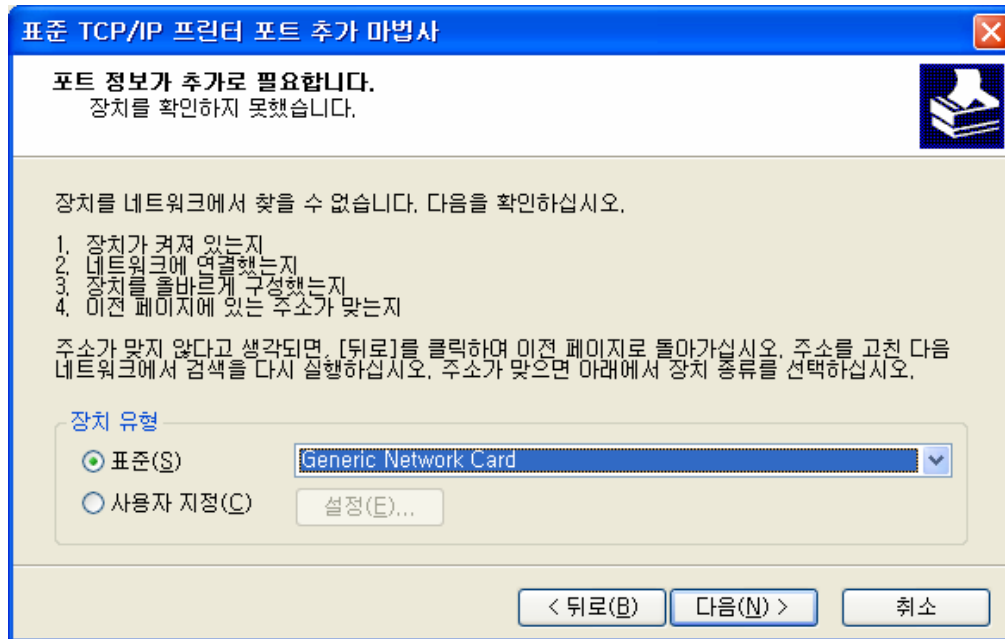 표준 TCP/IP 프린터 포트 추가 마법사
포트 정보가 추가로 필요합니다.
장치를 확인하지 못했습니다.
장치를 네트워크에서 찾을 수 없습니다. 다음을 확인하십시오.
1. 장치가 켜져 있는지
2. 네트워크에 연결했는지
3. 장치를 올바르게 구성했는지
4. 이전 페이지에 있는 주소가 맞는지
주소가 맞지 않다고 생각되면, [뒤로]를 클릭하여 이전 페이지로 돌아가십시오. 주소를 고친 다음
네트워크에서 검색을 다시 실행하십시오. 주소가 맞으면 아래에서 장치 종류를 선택하십시오.
장치 유형
표준(S) Generic Network Card
사용자 지정(C) 설정(E)...
< 뒤로(B) 다음(N) > 취소